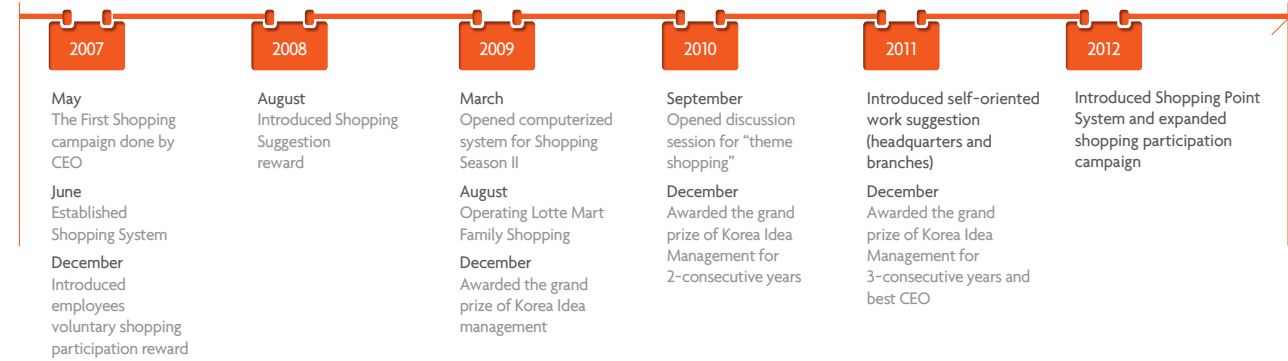 2007
May
The First Shopping
campaign done by
CEO
June
Established
Shopping System
December
Introduced
employees
voluntary shopping
participation reward
2008
August
Introduced Shopping
Suggestion
reward
2009
March
Opened computerized
system for Shopping
Season II
August
Operating Lotte Mart
Family Shopping
December
Awarded the grand
prize of Korea Idea
management
2010
September
Opened discussion
session for “theme
shopping”
December
Awarded the grand
prize of Korea Idea
Management for
2-consecutive years
2011
Introduced self-oriented
work suggestion
(headquarters and
branches)
December
Awarded the grand
prize of Korea Idea
Management for
3-consecutive years and
best CEO
2012
Introduced Shopping Point
System and expanded
shopping participation
campaign